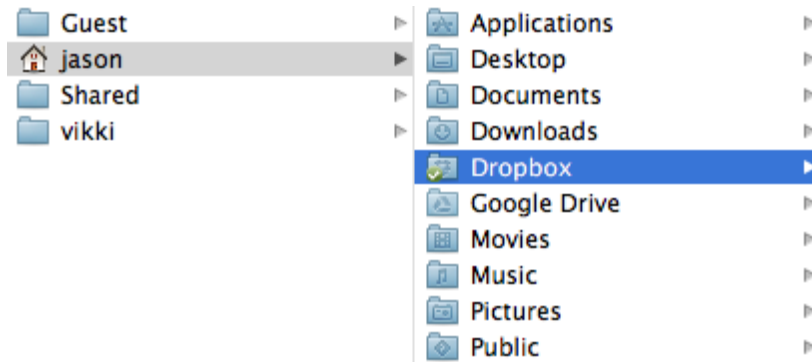 Guest
jason
Shared
vikki
Applications
Desktop
Documents
Downloads
Dropbox
Google Drive
Movies
Music
Pictures
Public